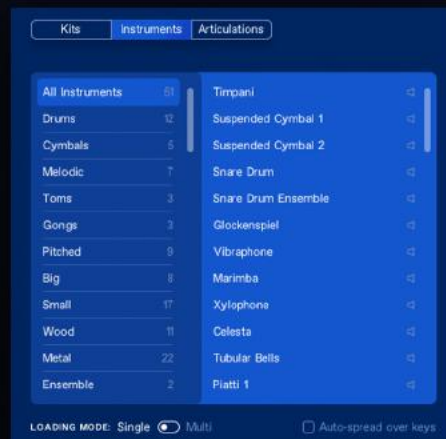 Kits Instruments Articulations
All Instruments 51
Drums 12
Cymbals 5
Melodic 7
Toms 3
Gongs 3
Pitched 9
Big 8
Small 17
Wood 11
Metal 22
Ensemble 2
Timpani
Suspended Cymbal 1
Suspended Cymbal 2
Snare Drum
Snare Drum Ensemble
Glockenspiel
Vibraphone
Marimba
Xylophone
Celesta
Tubular Bells
Piatti 1
LOADING MODE: Single Multi
Auto-spread over keys